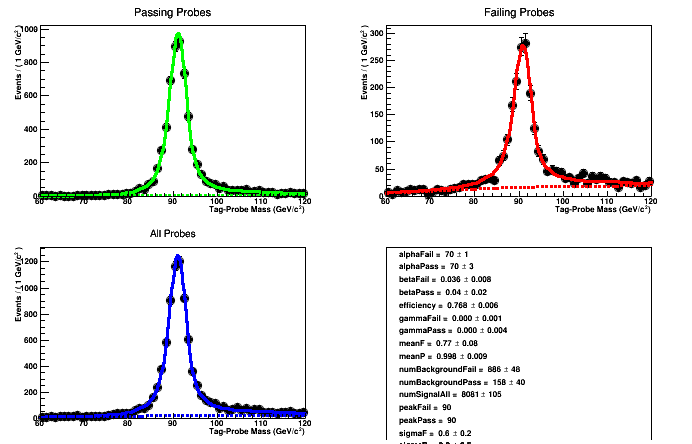 Passing Probes
Events / ( 1 GeV/c² )
1000
800
600
400
200
0
60 70 80 90 100 110 120
Tag-Probe Mass (GeV/c²)
Failing Probes
Events / ( 1 GeV/c² )
300
250
200
150
100
50
0
60 70 80 90 100 110 120
Tag-Probe Mass (GeV/c²)
All Probes
Events / ( 1 GeV/c² )
1200
1000
800
600
400
200
0
60 70 80 90 100 110 120
Tag-Probe Mass (GeV/c²)
alphaFail = 70 ± 1
alphaPass = 70 ± 3
betaFail = 0.036 ± 0.008
betaPass = 0.04 ± 0.02
efficiency = 0.768 ± 0.006
gammaFail = 0.000 ± 0.001
gammaPass = 0.000 ± 0.004
meanF = 0.77 ± 0.08
meanP = 0.998 ± 0.009
numBackgroundFail = 886 ± 48
numBackgroundPass = 158 ± 40
numSignalAll = 8081 ± 105
peakFail = 90
peakPass = 90
sigmaF = 0.6 ± 0.2